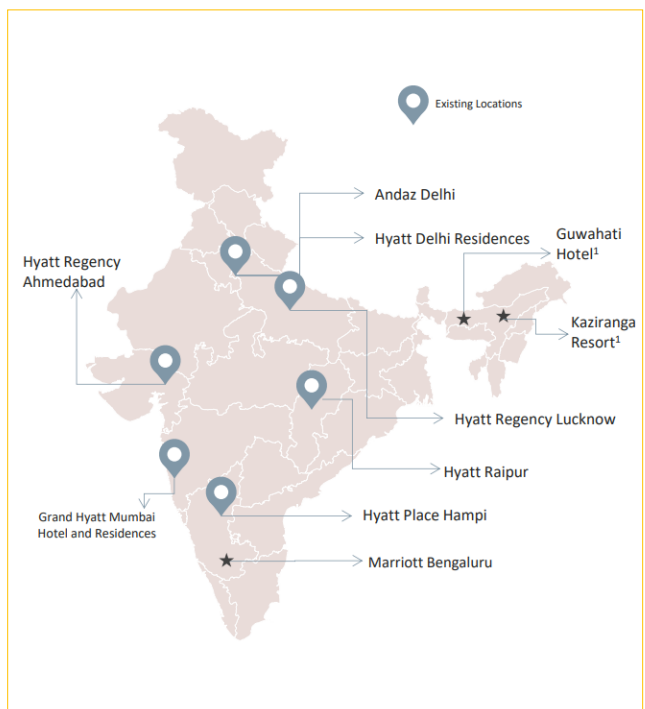 Existing Locations
Andaz Delhi
Hyatt Delhi Residences
Guwahati
Hotel¹
Hyatt Regency
Ahmedabad
Kaziranga
Resort¹
Hyatt Regency Lucknow
Hyatt Raipur
Grand Hyatt Mumbai
Hotel and Residences
Hyatt Place Hampi
Marriott Bengaluru